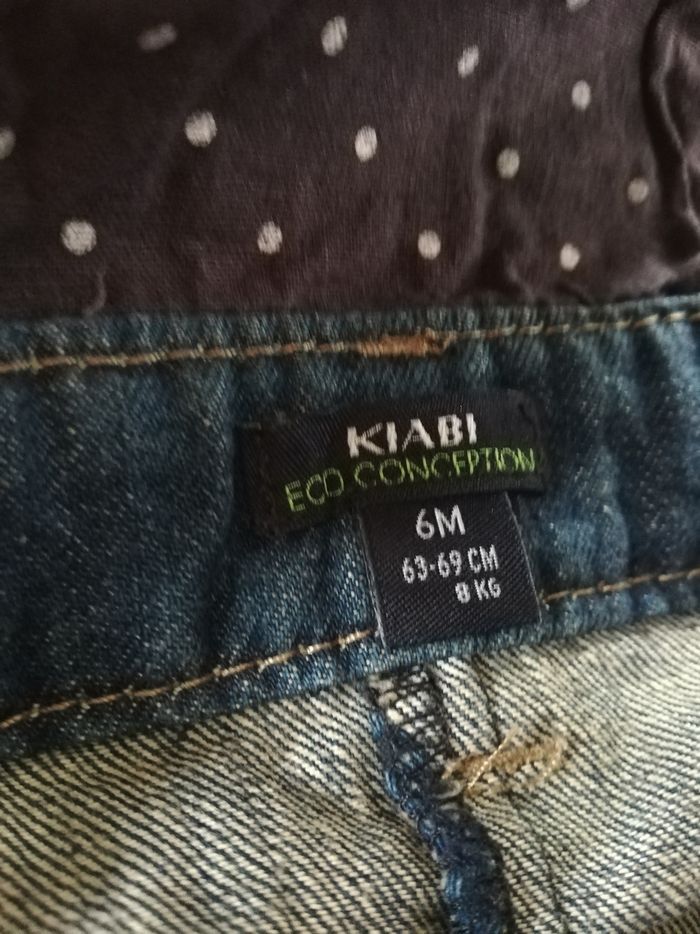 KIABI
ECO CONCEPTION
6M
63-69 CM
8 KG